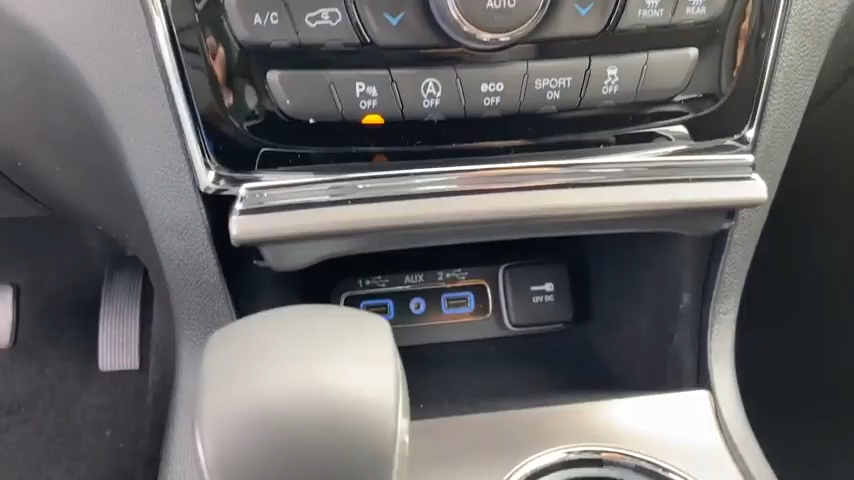 AUTO
A/C
FRONT
REAR
P OFF
A OFF
eco OFF
SPORT ON
OFF
1 AUX 2
12V DC